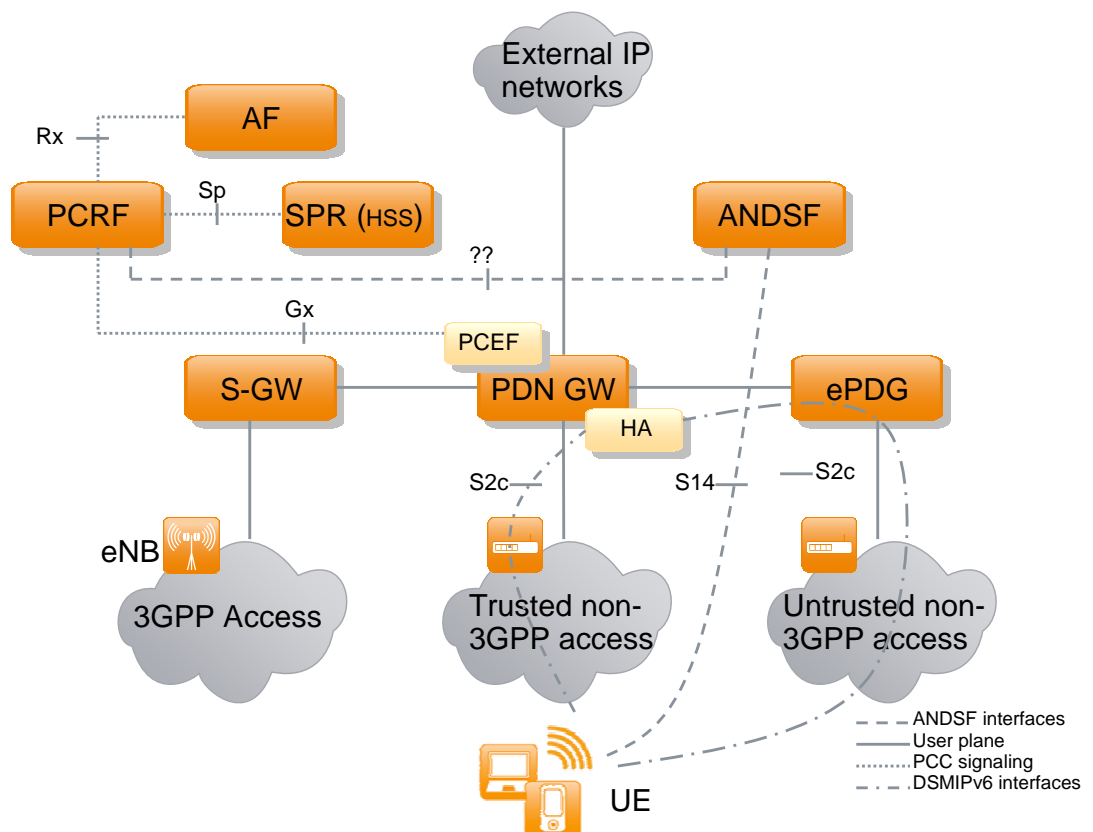 External IP
networks
AF
Rx
Sp
PCRF
SPR (HSS)
ANDSF
??
Gx
PCEF
S-GW
PDN GW
ePDG
HA
S2c
S14
S2c
eNB
3GPP Access
Trusted non-
3GPP access
Untrusted non-
3GPP access
ANDSF interfaces
User plane
PCC signaling
DSMIPv6 interfaces
UE